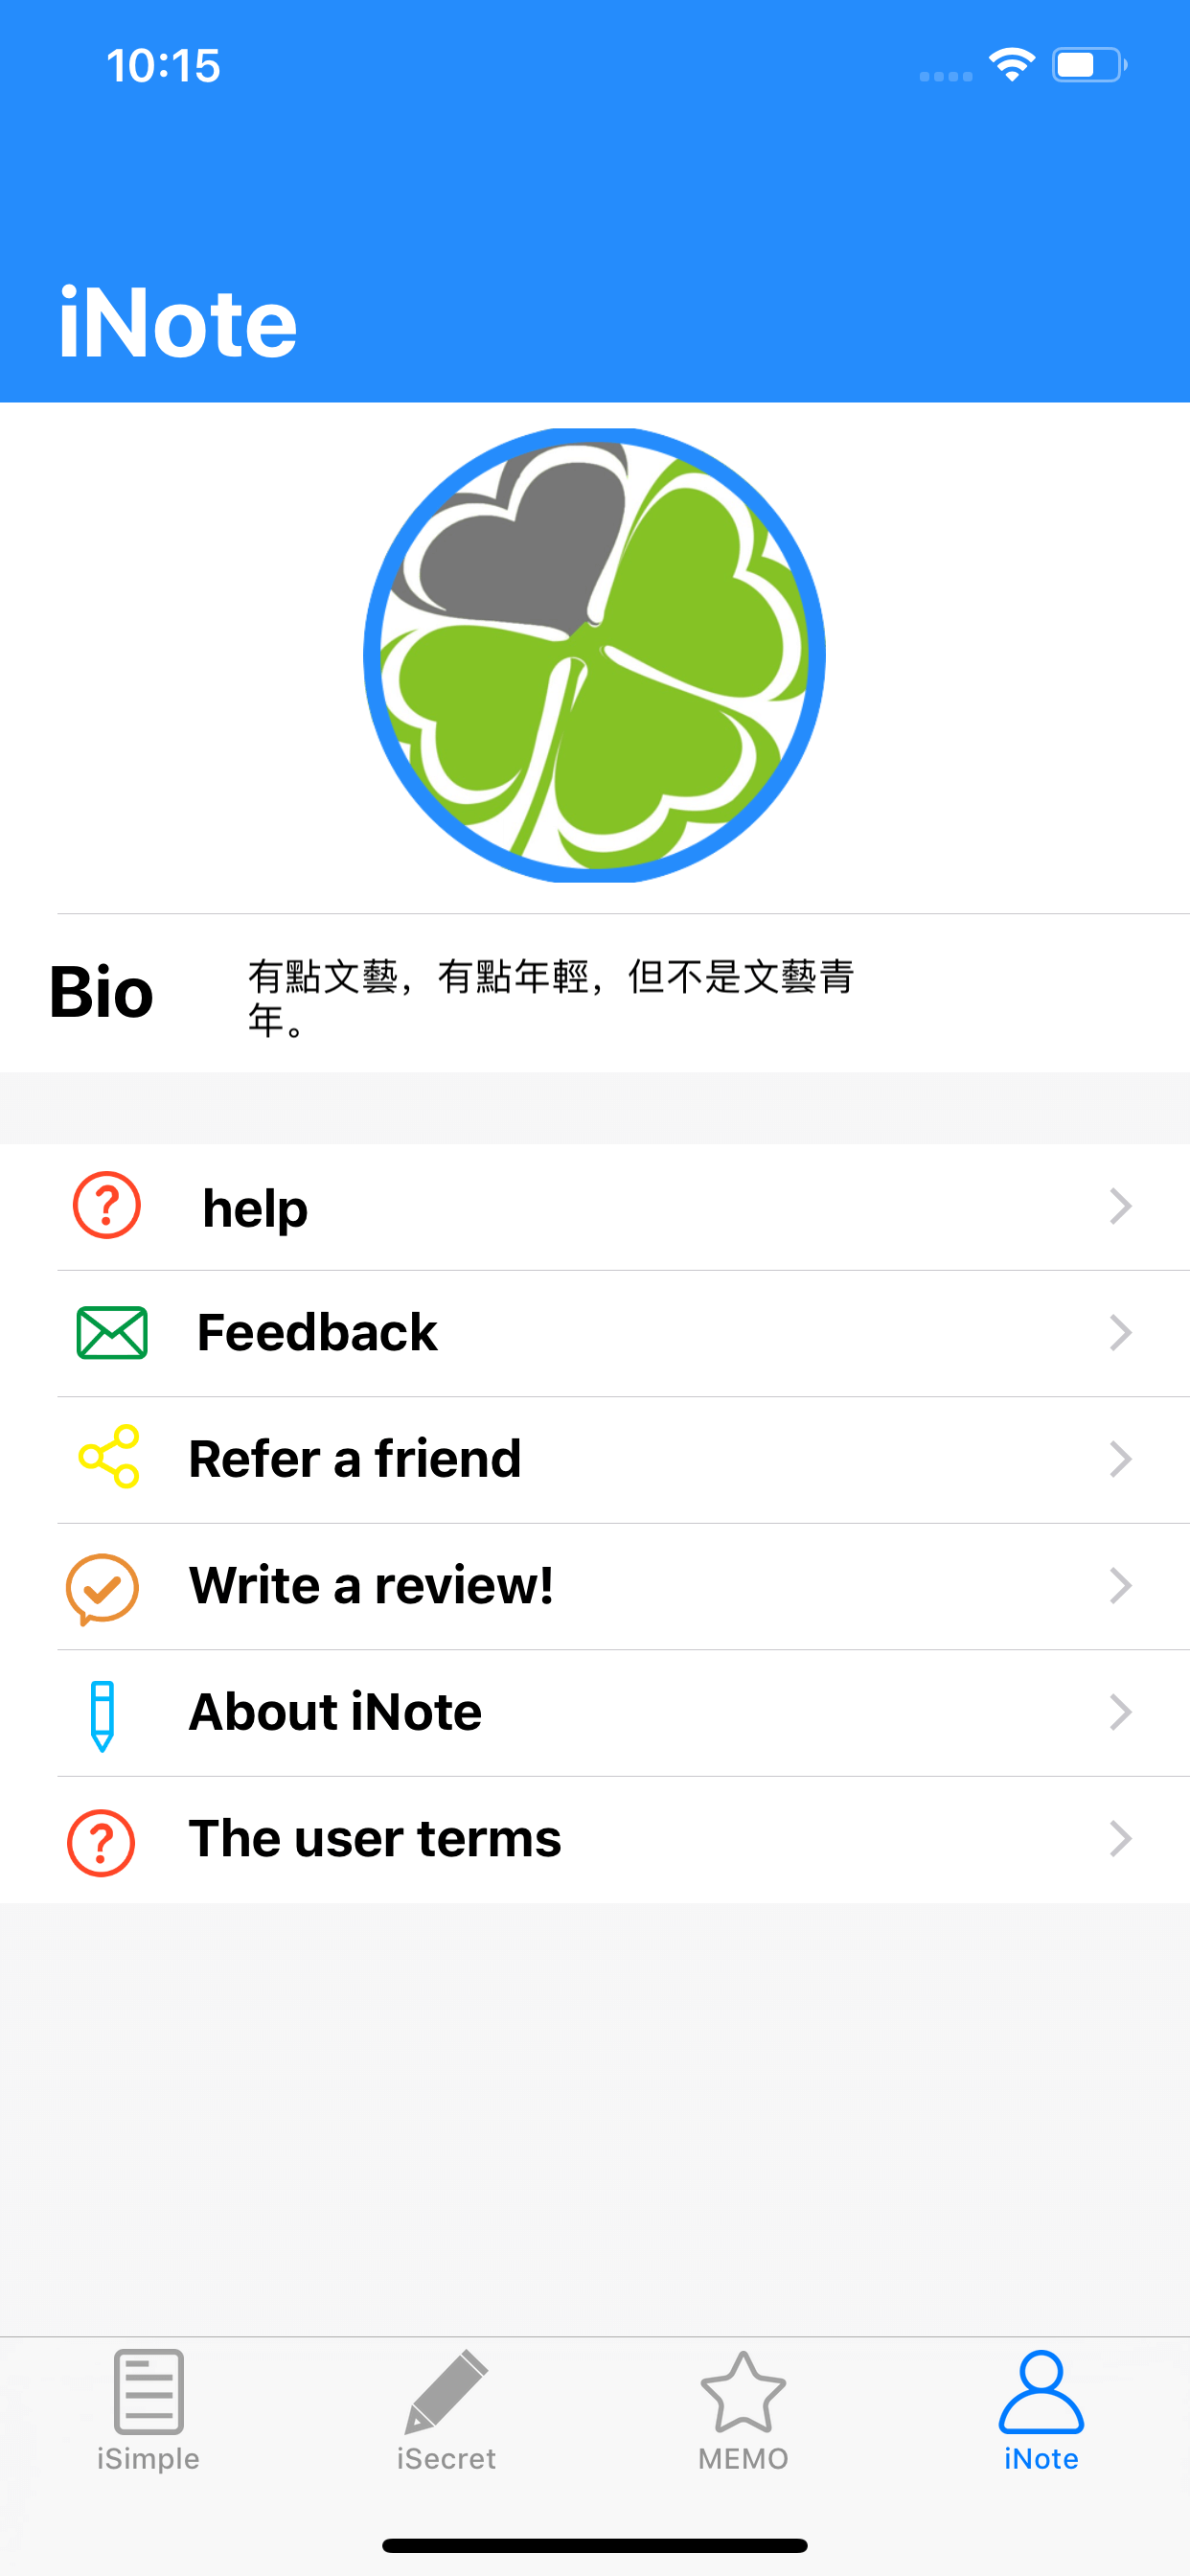 10:15
iNote
Bio
有點文藝，有點年輕，但不是文藝青
年。
help
Feedback
Refer a friend
Write a review!
About iNote
The user terms
iSimple
iSecret
MEMO
iNote